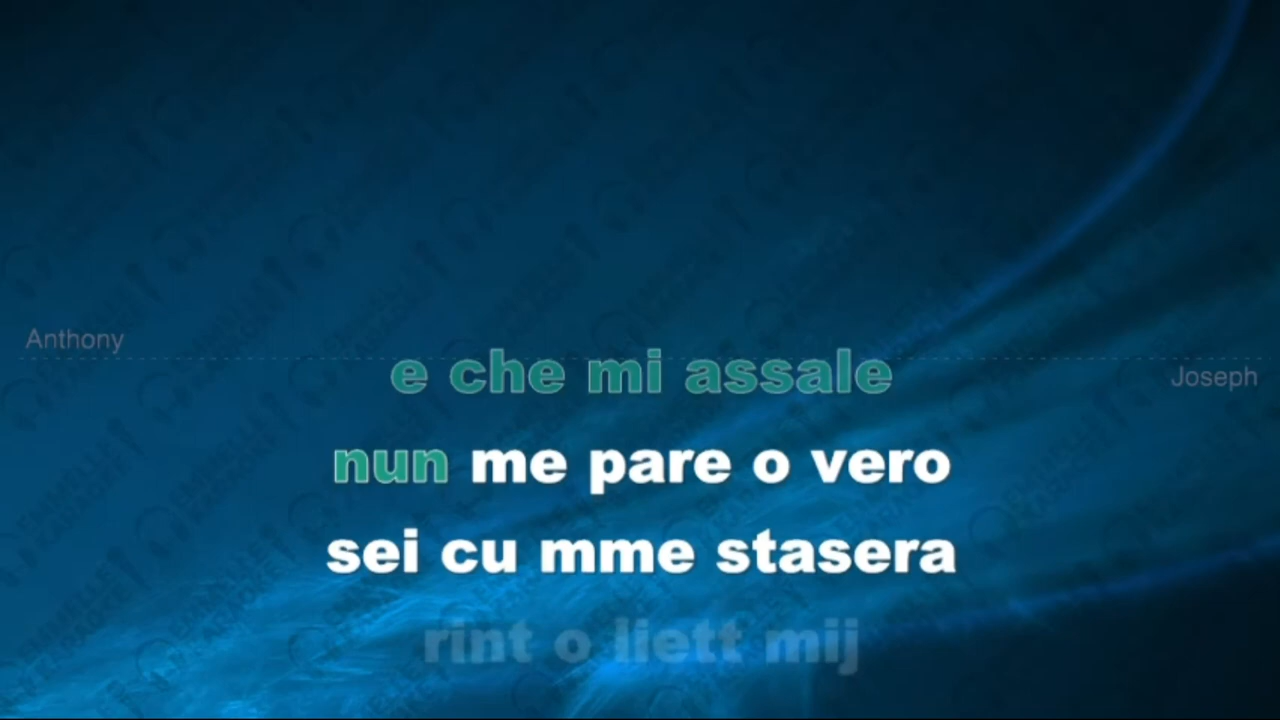 Anthony
e che mi assale
Joseph
nun me pare o vero
sei cu mme stasera
rint o liett mij